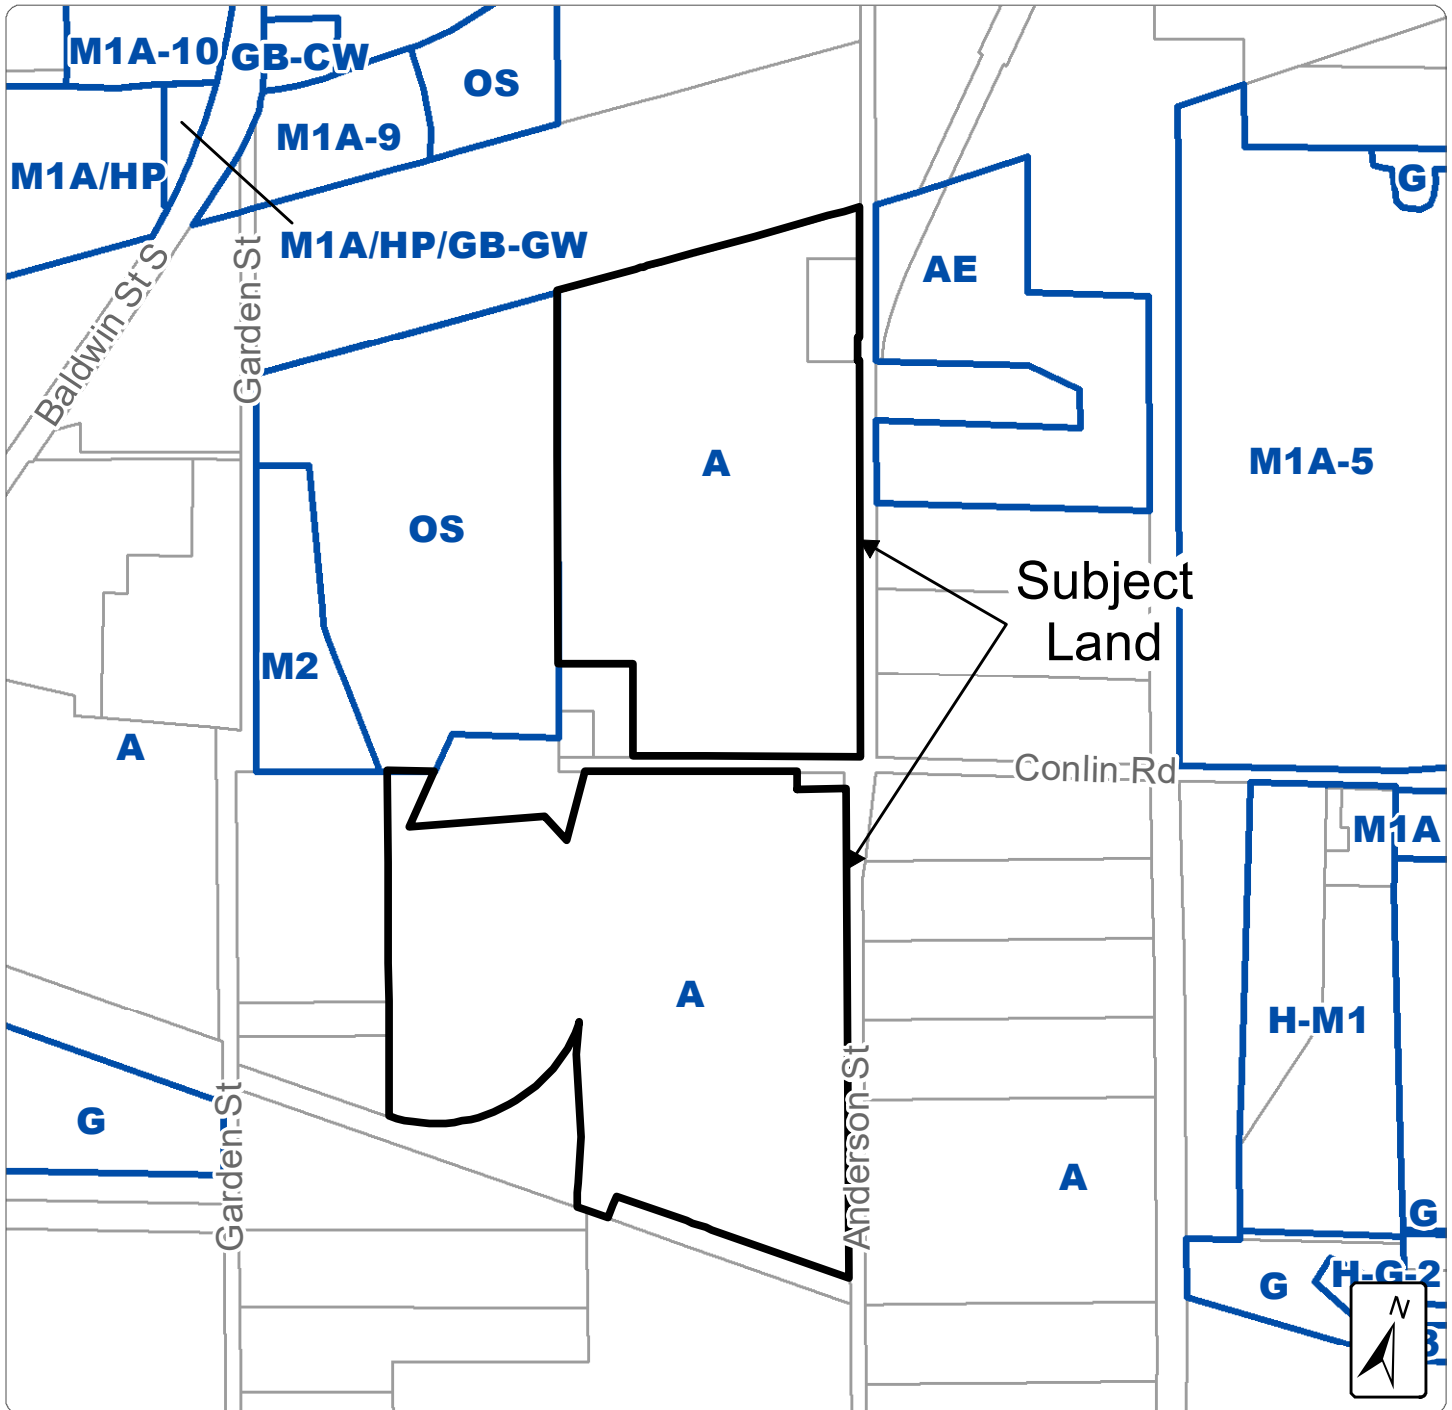 M1A-10
GB-CW
OS
M1A-9
M1A/HP
G
M1A/HP/GB-GW
AE
Baldwin St S
Garden St
A
M1A-5
OS
Subject
Land
M2
A
Conlin Rd
M1A
A
H-M1
G
Garden St
Anderson St
A
G
G
H-G-2
N